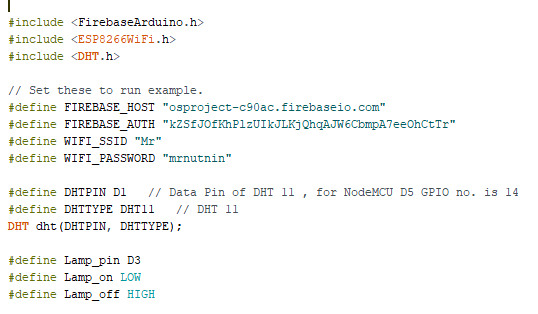 #include <FirebaseArduino.h>
#include <ESP8266WiFi.h>
#include <DHT.h>
// Set these to run example.
#define FIREBASE_HOST "osproject-c90ac.firebaseio.com"
#define FIREBASE_AUTH "kZSfJOfKhPlzUIkJLKjQhqAJW6CbmpA7eeOhCtTr"
#define WIFI_SSID "Mr"
#define WIFI_PASSWORD "mrnutnin"
#define DHTPIN D1 // Data Pin of DHT 11 , for NodeMCU D5 GPIO no. is 14
#define DHTTYPE DHT11 // DHT 11
DHT dht(DHTPIN, DHTTYPE);
#define Lamp_pin D3
#define Lamp_on LOW
#define Lamp_off HIGH